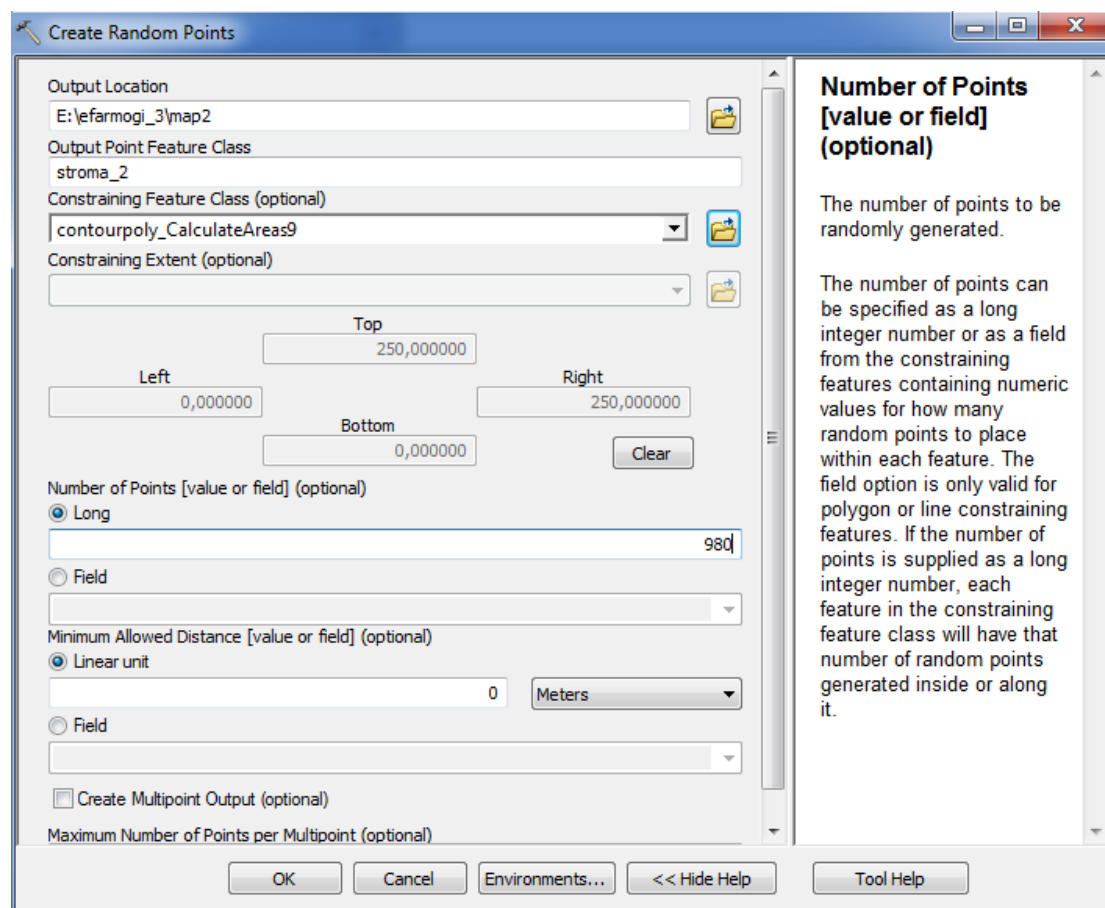 Create Random Points
Output Location
E:\efarmogi_3\map2
Output Point Feature Class
stroma_2
Constraining Feature Class (optional)
contourpoly_CalculateAreas9
Constraining Extent (optional)
Top
250,000000
Left
Right
0,000000
250,000000
Bottom
0,000000
Clear
Number of Points [value or field] (optional)
Long
980
Field
Minimum Allowed Distance [value or field] (optional)
Linear unit
0
Meters
Field
Create Multipoint Output (optional)
Maximum Number of Points per Multipoint (optional)
OK
Cancel
Environments...
<< Hide Help
Tool Help
Number of Points
[value or field]
(optional)
The number of points to be
randomly generated.
The number of points can
be specified as a long
integer number or as a field
from the constraining
features containing numeric
values for how many
random points to place
within each feature. The
field option is only valid for
polygon or line constraining
features. If the number of
points is supplied as a long
integer number, each
feature in the constraining
feature class will have that
number of random points
generated inside or along
it.